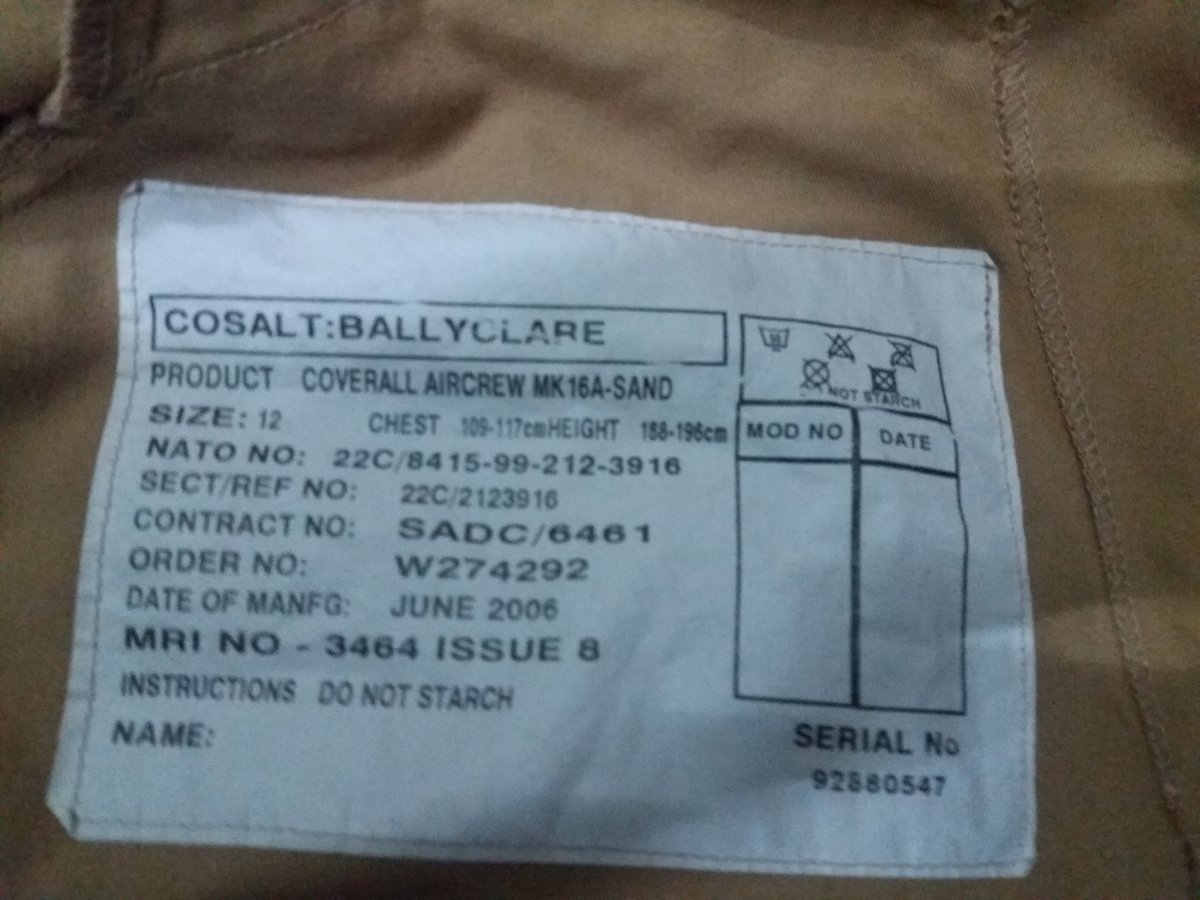 COSALT:BALLYCLARE
PRODUCT COVERALL AIRCREW MK16A-SAND
SIZE: 12 CHEST 109-117cm HEIGHT 188-196cm
NATO NO: 22C/8415-99-212-3916
SECT/REF NO: 22C/2123916
CONTRACT NO: SADC/6461
ORDER NO: W274292
DATE OF MANFG: JUNE 2006
MRI NO - 3464 ISSUE 8
INSTRUCTIONS DO NOT STARCH
NAME:
NOT STARCH
MOD NO DATE
SERIAL No
92880547